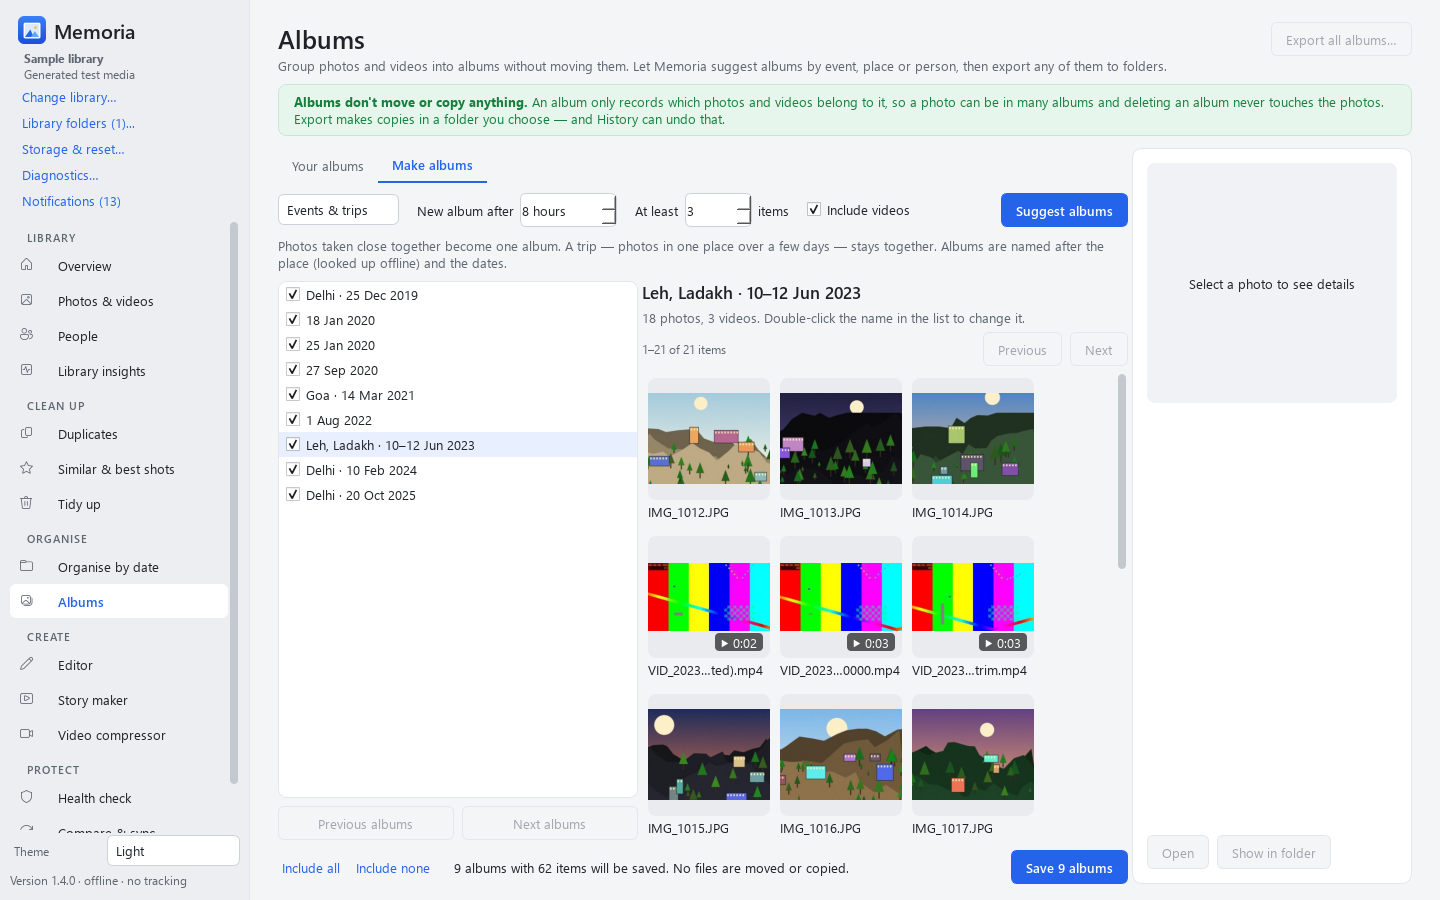 Memoria
Sample library
Generated test media
Change library...
Library folders (1)...
Storage & reset...
Diagnostics...
Notifications (13)
LIBRARY
Overview
Photos & videos
People
Library insights
CLEAN UP
Duplicates
Similar & best shots
Tidy up
ORGANISE
Organise by date
Albums
CREATE
Editor
Story maker
Video compressor
PROTECT
Health check
Compare & sync
Theme
Light
Version 1.4.0 · offline · no tracking
Albums
Export all albums...
Group photos and videos into albums without moving them. Let Memoria suggest albums by event, place or person, then export any of them to folders.
Albums don't move or copy anything. An album only records which photos and videos belong to it, so a photo can be in many albums and deleting an album never touches the photos.
Export makes copies in a folder you choose — and History can undo that.
Your albums
Make albums
Events & trips
New album after
8 hours
At least
3
items
Include videos
Suggest albums
Photos taken close together become one album. A trip — photos in one place over a few days — stays together. Albums are named after the
place (looked up offline) and the dates.
Delhi · 25 Dec 2019
18 Jan 2020
25 Jan 2020
27 Sep 2020
Goa · 14 Mar 2021
1 Aug 2022
Leh, Ladakh · 10–12 Jun 2023
Delhi · 10 Feb 2024
Delhi · 20 Oct 2025
Previous albums
Next albums
Leh, Ladakh · 10–12 Jun 2023
18 photos, 3 videos. Double-click the name in the list to change it.
1–21 of 21 items
Previous
Next
IMG_1012.JPG
IMG_1013.JPG
IMG_1014.JPG
0:02
0:03
0:03
VID_2023...ted).mp4
VID_2023...0000.mp4
VID_2023...trim.mp4
IMG_1015.JPG
IMG_1016.JPG
IMG_1017.JPG
Include all
Include none
9 albums with 62 items will be saved. No files are moved or copied.
Save 9 albums
Select a photo to see details
Open
Show in folder